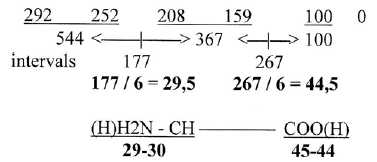 292 252 208 159 100 0
544 <—|—> 367 <—|—> 100
intervals 177 267
177 / 6 = 29,5 267 / 6 = 44,5
(H)H2N - CH ——— COO(H)
29-30 45-44